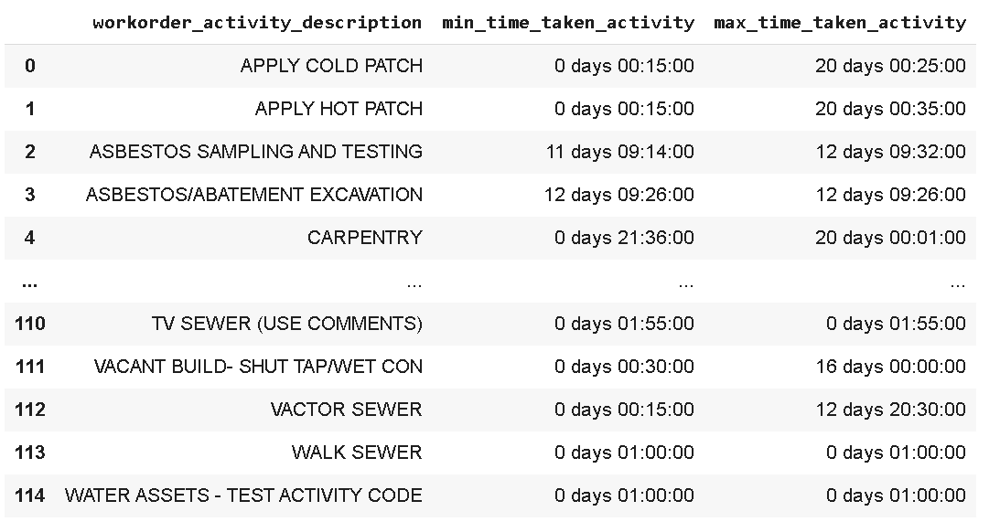 workorder_activity_description min_time_taken_activity max_time_taken_activity
0 APPLY COLD PATCH 0 days 00:15:00 20 days 00:25:00
1 APPLY HOT PATCH 0 days 00:15:00 20 days 00:35:00
2 ASBESTOS SAMPLING AND TESTING 11 days 09:14:00 12 days 09:32:00
3 ASBESTOS/ABATEMENT EXCAVATION 12 days 09:26:00 12 days 09:26:00
4 CARPENTRY 0 days 21:36:00 20 days 00:01:00
... ... ... ...
110 TV SEWER (USE COMMENTS) 0 days 01:55:00 0 days 01:55:00
111 VACANT BUILD- SHUT TAP/WET CON 0 days 00:30:00 16 days 00:00:00
112 VACTOR SEWER 0 days 00:15:00 12 days 20:30:00
113 WALK SEWER 0 days 01:00:00 0 days 01:00:00
114 WATER ASSETS - TEST ACTIVITY CODE 0 days 01:00:00 0 days 01:00:00